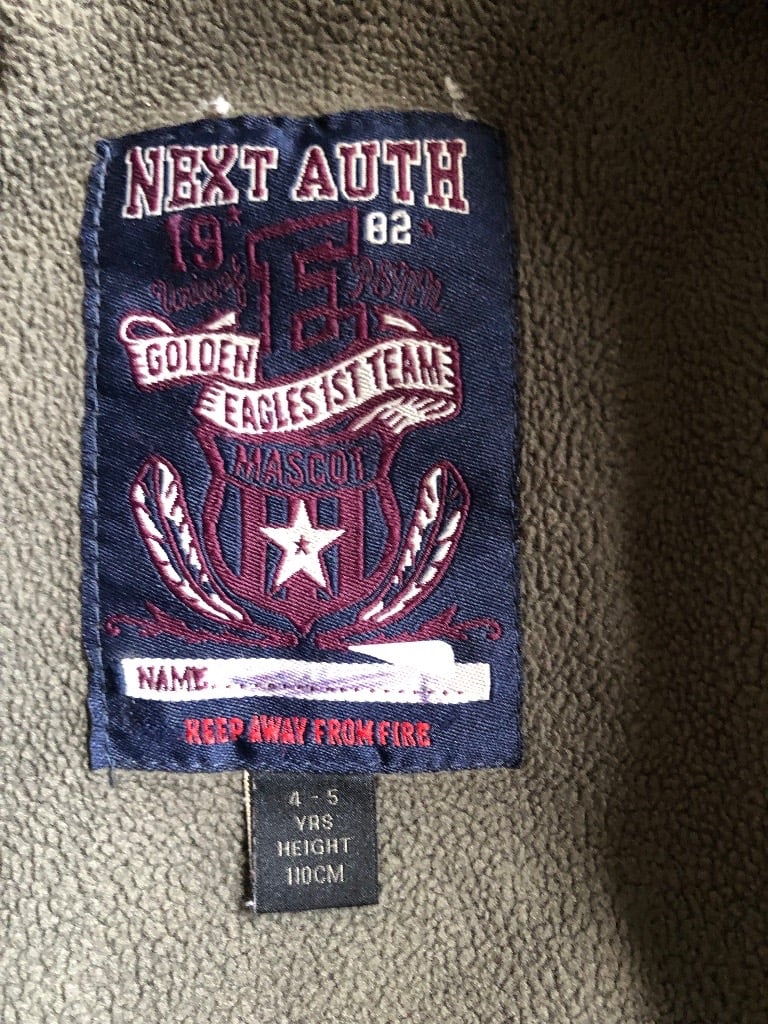 NEXT AUTH
19 82
E
GOLDEN
EAGLES 1ST TEAM
MASCOT
NAME
KEEP AWAY FROM FIRE
4 - 5
YRS
HEIGHT
110CM